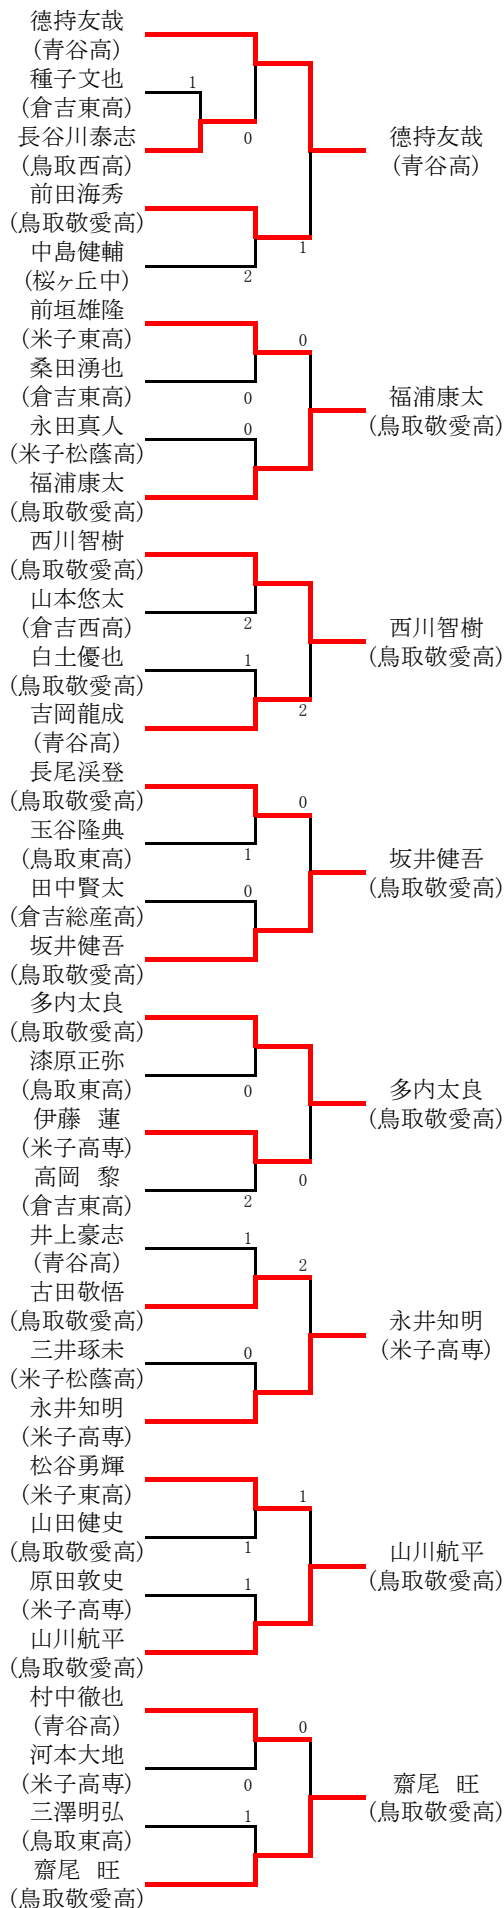 徳持友哉
(青谷高)
種子文也
(倉吉東高)
1
長谷川泰志
(鳥取西高)
0
徳持友哉
(青谷高)
前田海秀
(鳥取敬愛高)
中島健輔
(桜ヶ丘中)
2
1
前垣雄隆
(米子東高)
桑田湧也
(倉吉東高)
0
0
永田真人
(米子松蔭高)
0
福浦康太
(鳥取敬愛高)
福浦康太
(鳥取敬愛高)
西川智樹
(鳥取敬愛高)
山本悠太
(倉吉西高)
2
西川智樹
(鳥取敬愛高)
白土優也
(鳥取敬愛高)
1
吉岡龍成
(青谷高)
2
長尾渓登
(鳥取敬愛高)
0
玉谷隆典
(鳥取東高)
1
坂井健吾
(鳥取敬愛高)
田中賢太
(倉吉総産高)
0
坂井健吾
(鳥取敬愛高)
多内太良
(鳥取敬愛高)
漆原正弥
(鳥取東高)
0
多内太良
(鳥取敬愛高)
伊藤　蓮
(米子高専)
高岡　黎
(倉吉東高)
2
0
井上豪志
(青谷高)
1
古田敬悟
(鳥取敬愛高)
2
永井知明
(米子高専)
三井琢未
(米子松蔭高)
0
永井知明
(米子高専)
松谷勇輝
(米子東高)
1
山田健史
(鳥取敬愛高)
1
山川航平
(鳥取敬愛高)
原田敦史
(米子高専)
1
山川航平
(鳥取敬愛高)
村中徹也
(青谷高)
0
河本大地
(米子高専)
0
齋尾　旺
(鳥取敬愛高)
三澤明弘
(鳥取東高)
1
齋尾　旺
(鳥取敬愛高)